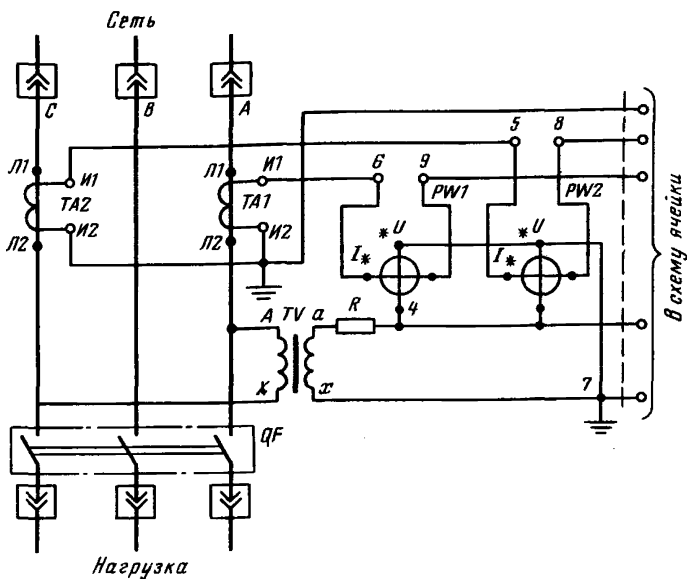 Сеть
C B A
Л1 И1 Л1 И1 6 9 5 8
TA2 TA1 PW1 PW2
И2 Л2 И2 Л2
*U *U
I* I*
A TV a R 4
X x 7
QF
Нагрузка
В схему ячейки